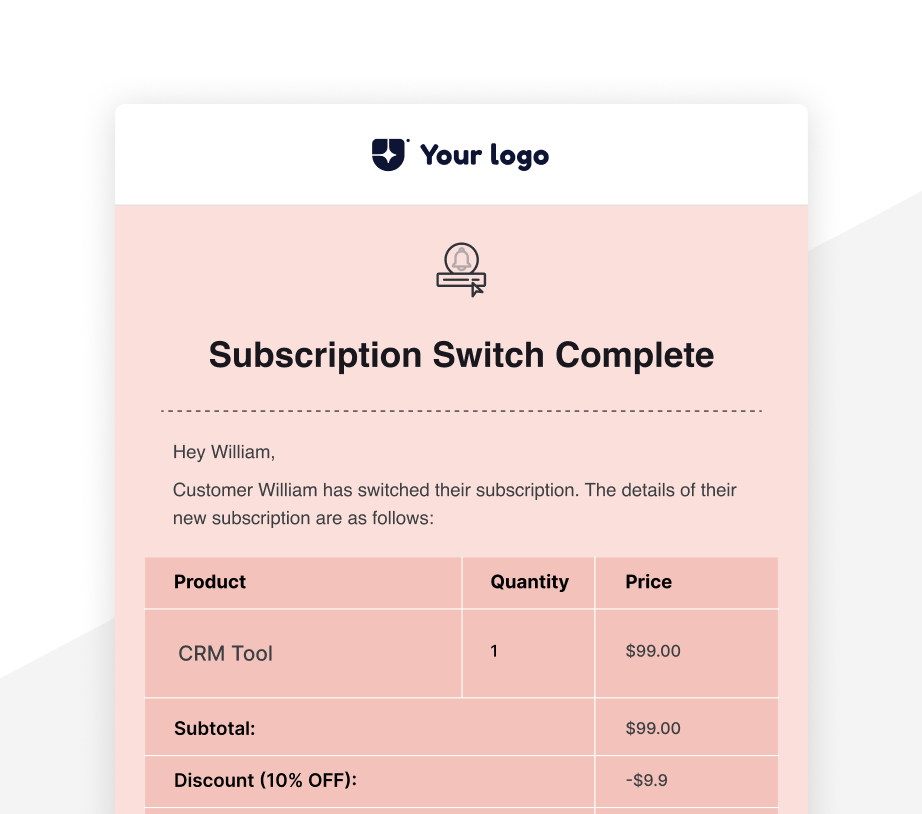 Your logo
Subscription Switch Complete
Hey William,
Customer William has switched their subscription. The details of their
new subscription are as follows:
Product Quantity Price
CRM Tool 1 $99.00
Subtotal: $99.00
Discount (10% OFF): -$9.9